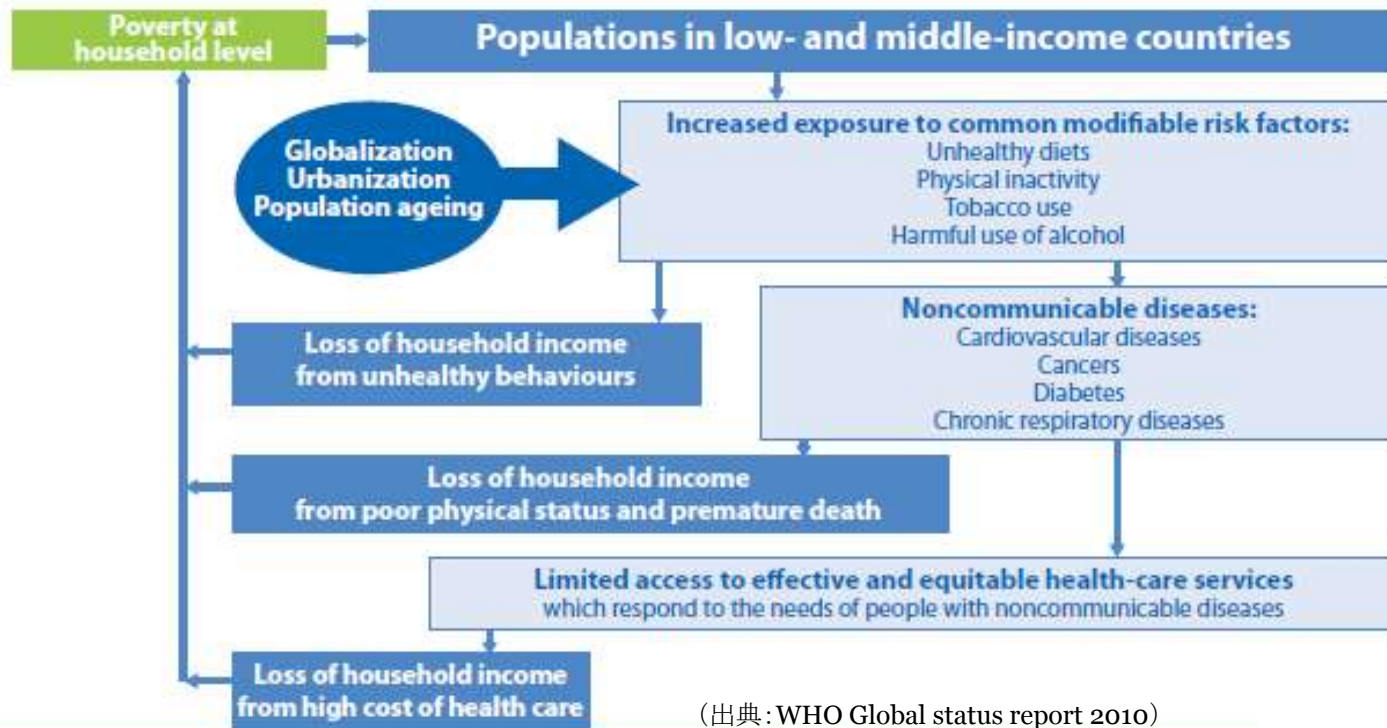 Poverty at
household level
Populations in low- and middle-income countries
Globalization
Urbanization
Population ageing
Increased exposure to common modifiable risk factors:
Unhealthy diets
Physical inactivity
Tobacco use
Harmful use of alcohol
Loss of household income
from unhealthy behaviours
Noncommunicable diseases:
Cardiovascular diseases
Cancers
Diabetes
Chronic respiratory diseases
Loss of household income
from poor physical status and premature death
Limited access to effective and equitable health-care services
which respond to the needs of people with noncommunicable diseases
Loss of household income
from high cost of health care
（出典：WHO Global status report 2010）